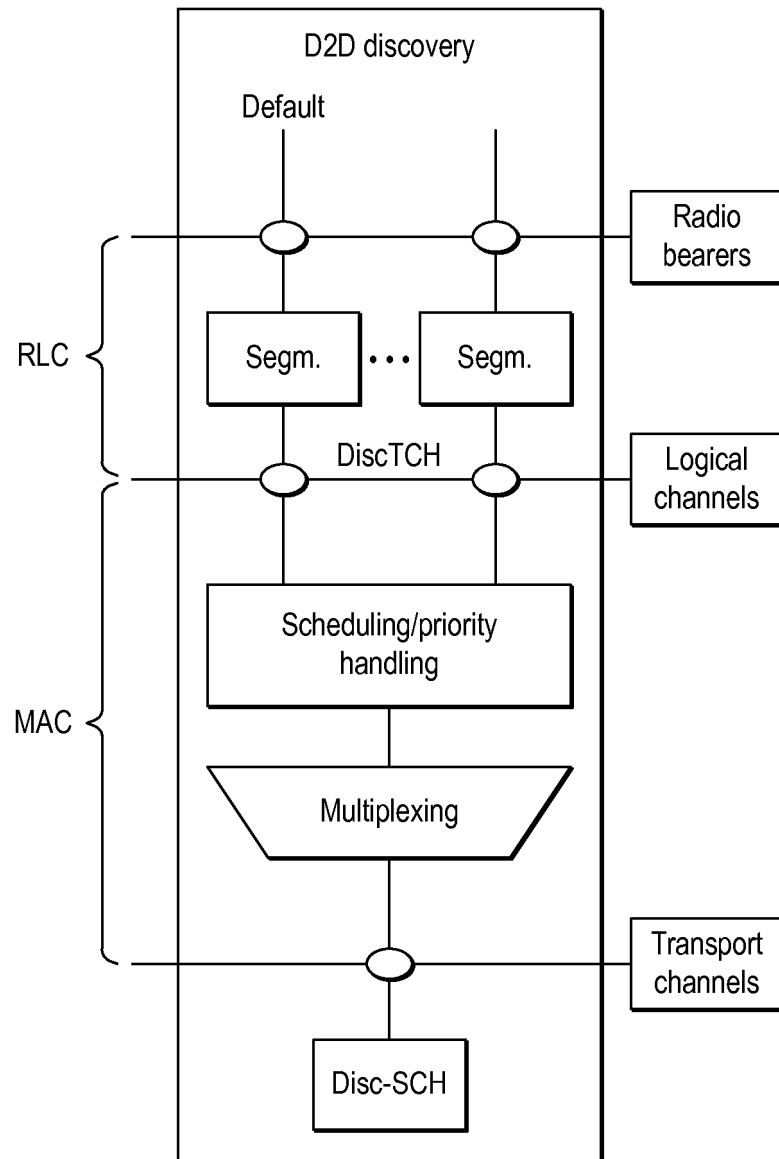 D2D discovery
Default
Radio
bearers
RLC
Segm.
...
Segm.
DiscTCH
Logical
channels
Scheduling/priority
handling
MAC
Multiplexing
Transport
channels
Disc-SCH